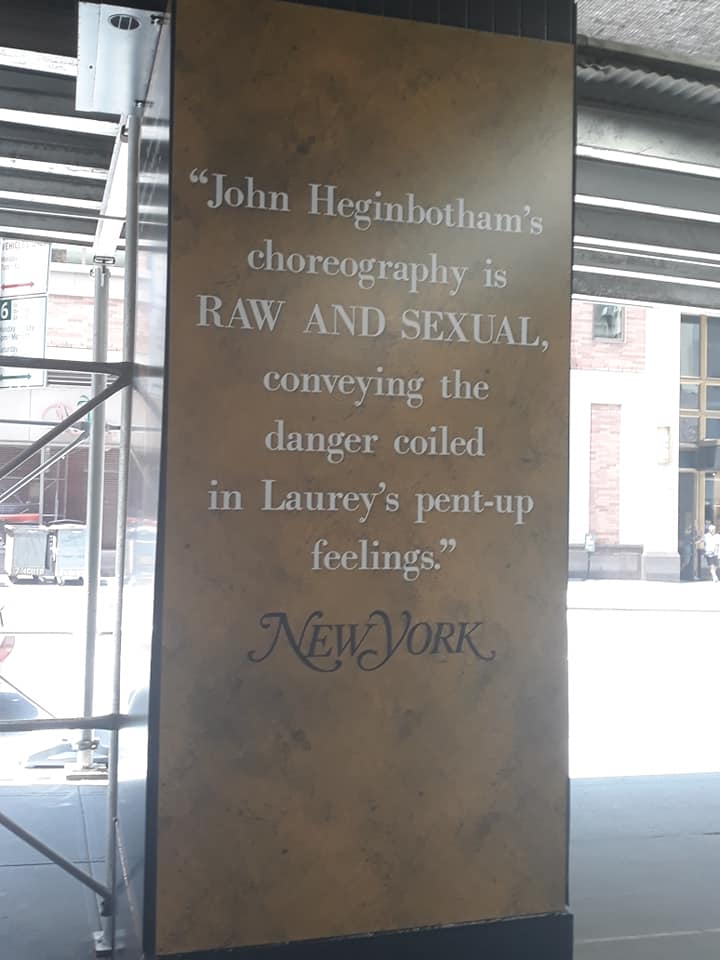 “John Heginbotham’s
choreography is
RAW AND SEXUAL,
conveying the
danger coiled
in Laurey’s pent-up
feelings.”
NEW YORK